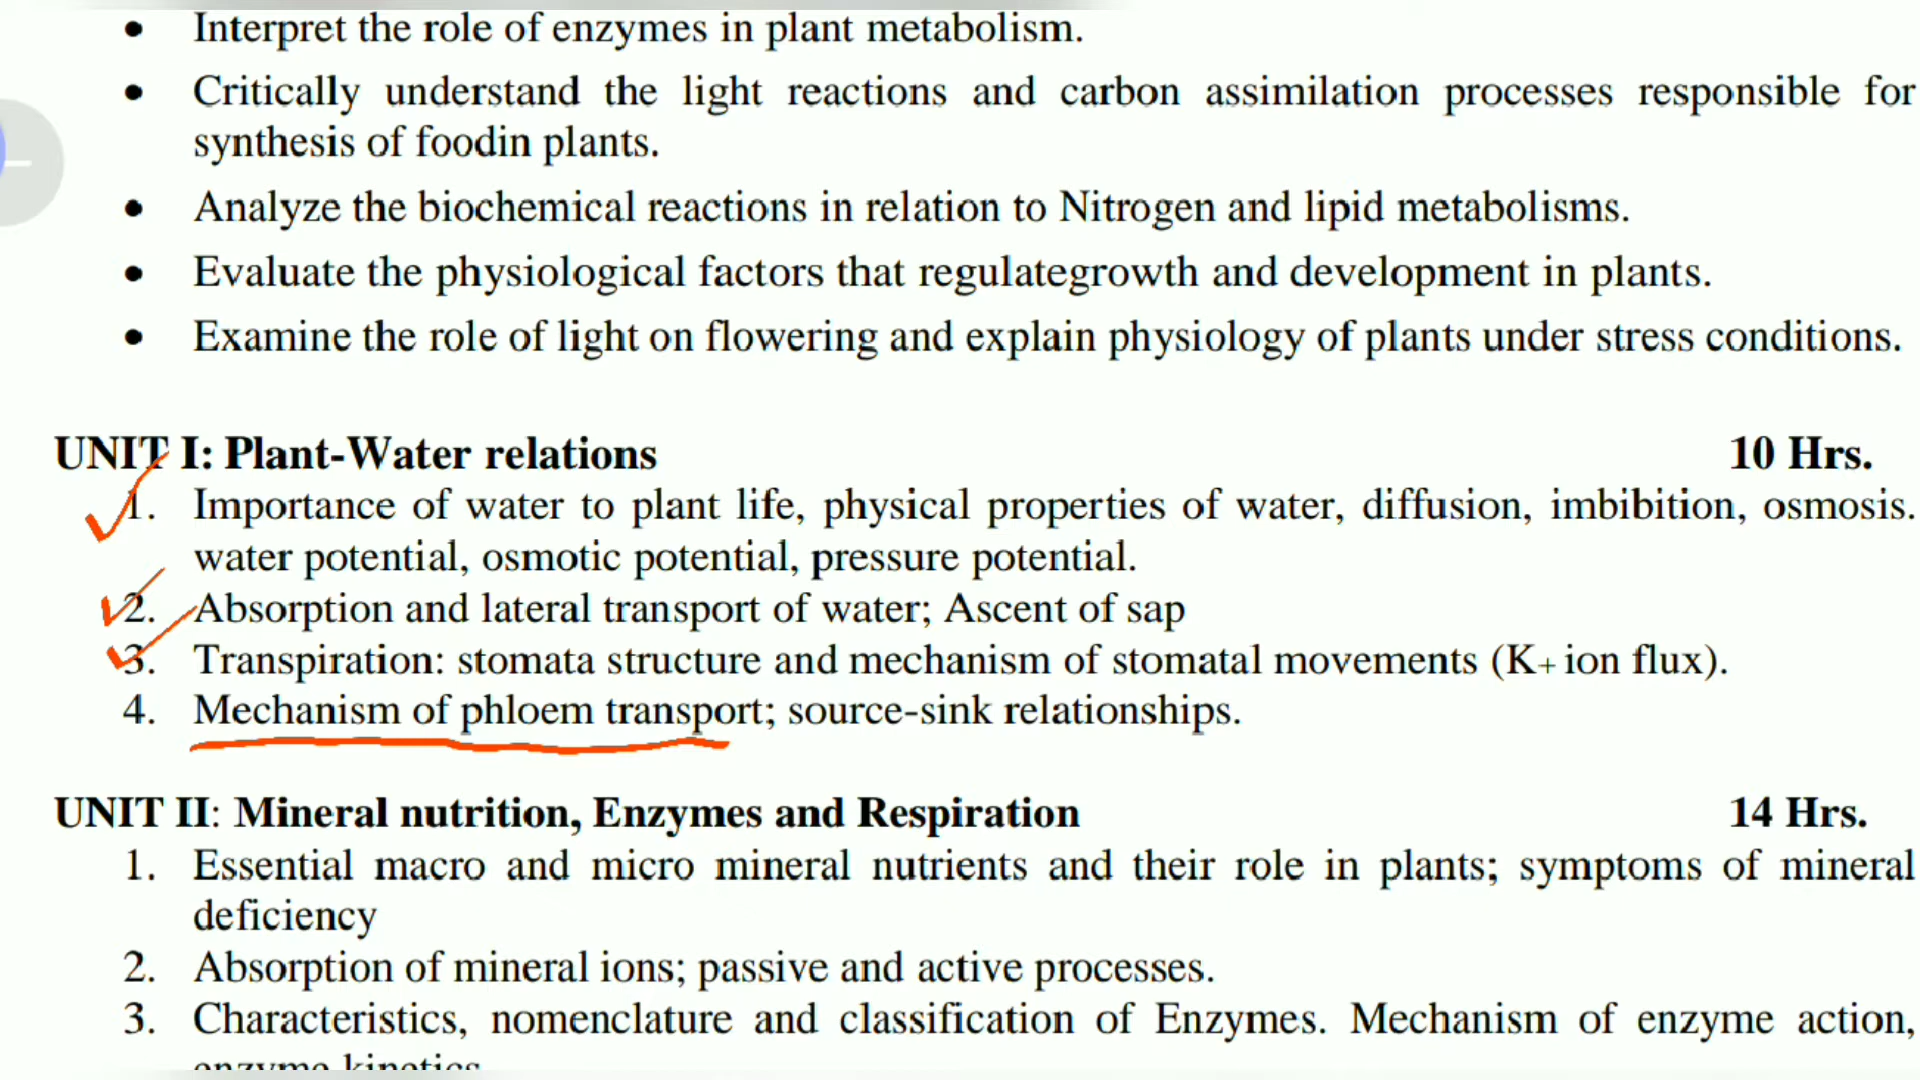 • Interpret the role of enzymes in plant metabolism.
• Critically understand the light reactions and carbon assimilation processes responsible for
synthesis of foodin plants.
• Analyze the biochemical reactions in relation to Nitrogen and lipid metabolisms.
• Evaluate the physiological factors that regulategrowth and development in plants.
• Examine the role of light on flowering and explain physiology of plants under stress conditions.
UNIT I: Plant-Water relations 10 Hrs.
1. Importance of water to plant life, physical properties of water, diffusion, imbibition, osmosis.
water potential, osmotic potential, pressure potential.
2. Absorption and lateral transport of water; Ascent of sap
3. Transpiration: stomata structure and mechanism of stomatal movements (K+ ion flux).
4. Mechanism of phloem transport; source-sink relationships.
UNIT II: Mineral nutrition, Enzymes and Respiration 14 Hrs.
1. Essential macro and micro mineral nutrients and their role in plants; symptoms of mineral
deficiency
2. Absorption of mineral ions; passive and active processes.
3. Characteristics, nomenclature and classification of Enzymes. Mechanism of enzyme action,
enzyme kinetics